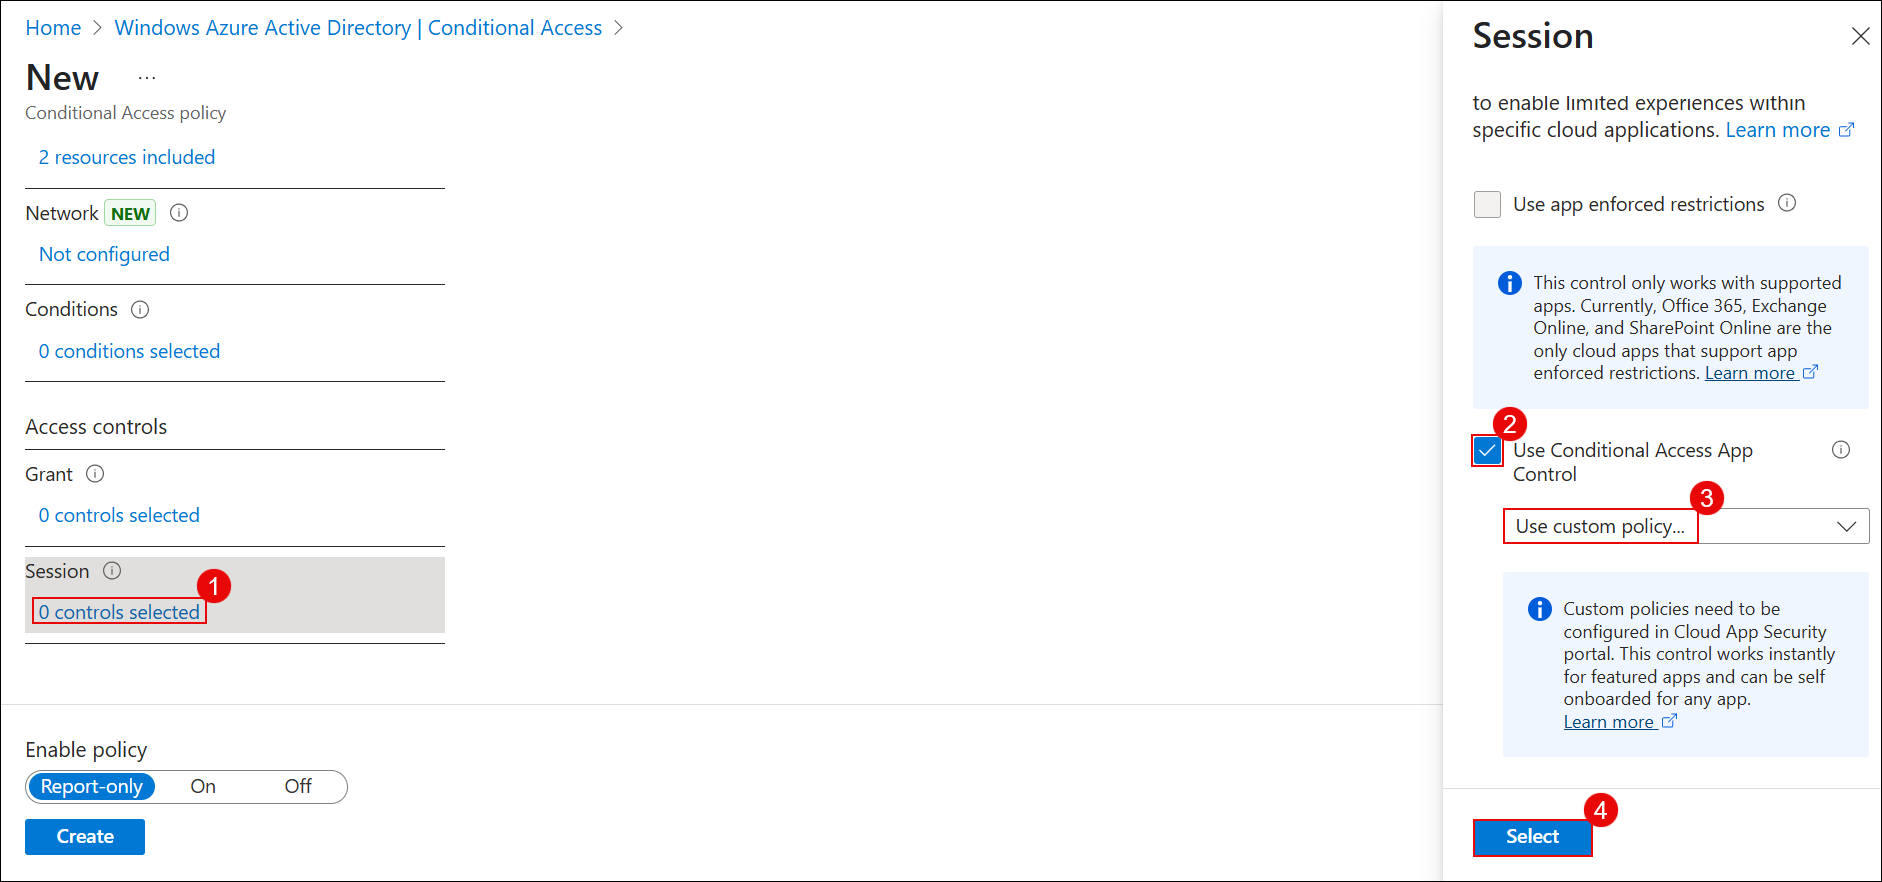 Home > Windows Azure Active Directory | Conditional Access >
New ...
Conditional Access policy
2 resources included
Network NEW
Not configured
Conditions
0 conditions selected
Access controls
Grant
0 controls selected
Session
1
0 controls selected
Enable policy
Report-only On Off
Create
Session
to enable limited experiences within
specific cloud applications. Learn more
Use app enforced restrictions
This control only works with supported
apps. Currently, Office 365, Exchange
Online, and SharePoint Online are the
only cloud apps that support app
enforced restrictions. Learn more
2
Use Conditional Access App
Control
3
Use custom policy...
Custom policies need to be
configured in Cloud App Security
portal. This control works instantly
for featured apps and can be self
onboarded for any app.
Learn more
4
Select